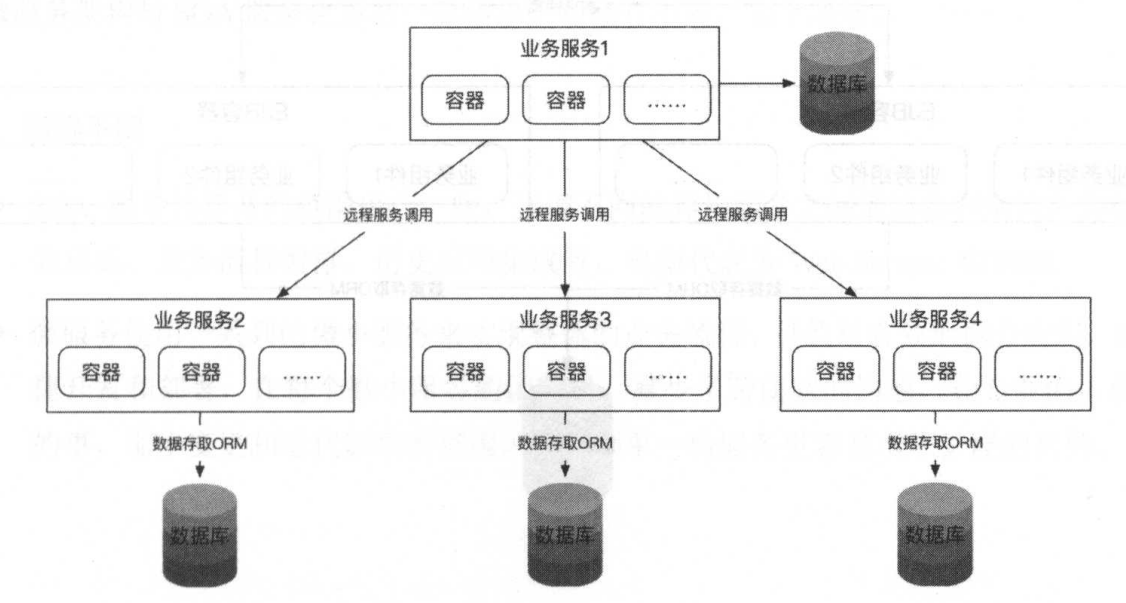 业务服务1
容器
容器
……
数据库
远程服务调用
远程服务调用
远程服务调用
业务服务2
容器
容器
……
业务服务3
容器
容器
……
业务服务4
容器
容器
……
数据存取ORM
数据存取ORM
数据存取ORM
数据库
数据库
数据库